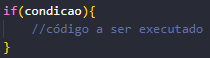 if(condicao){
    //código a ser executado
}